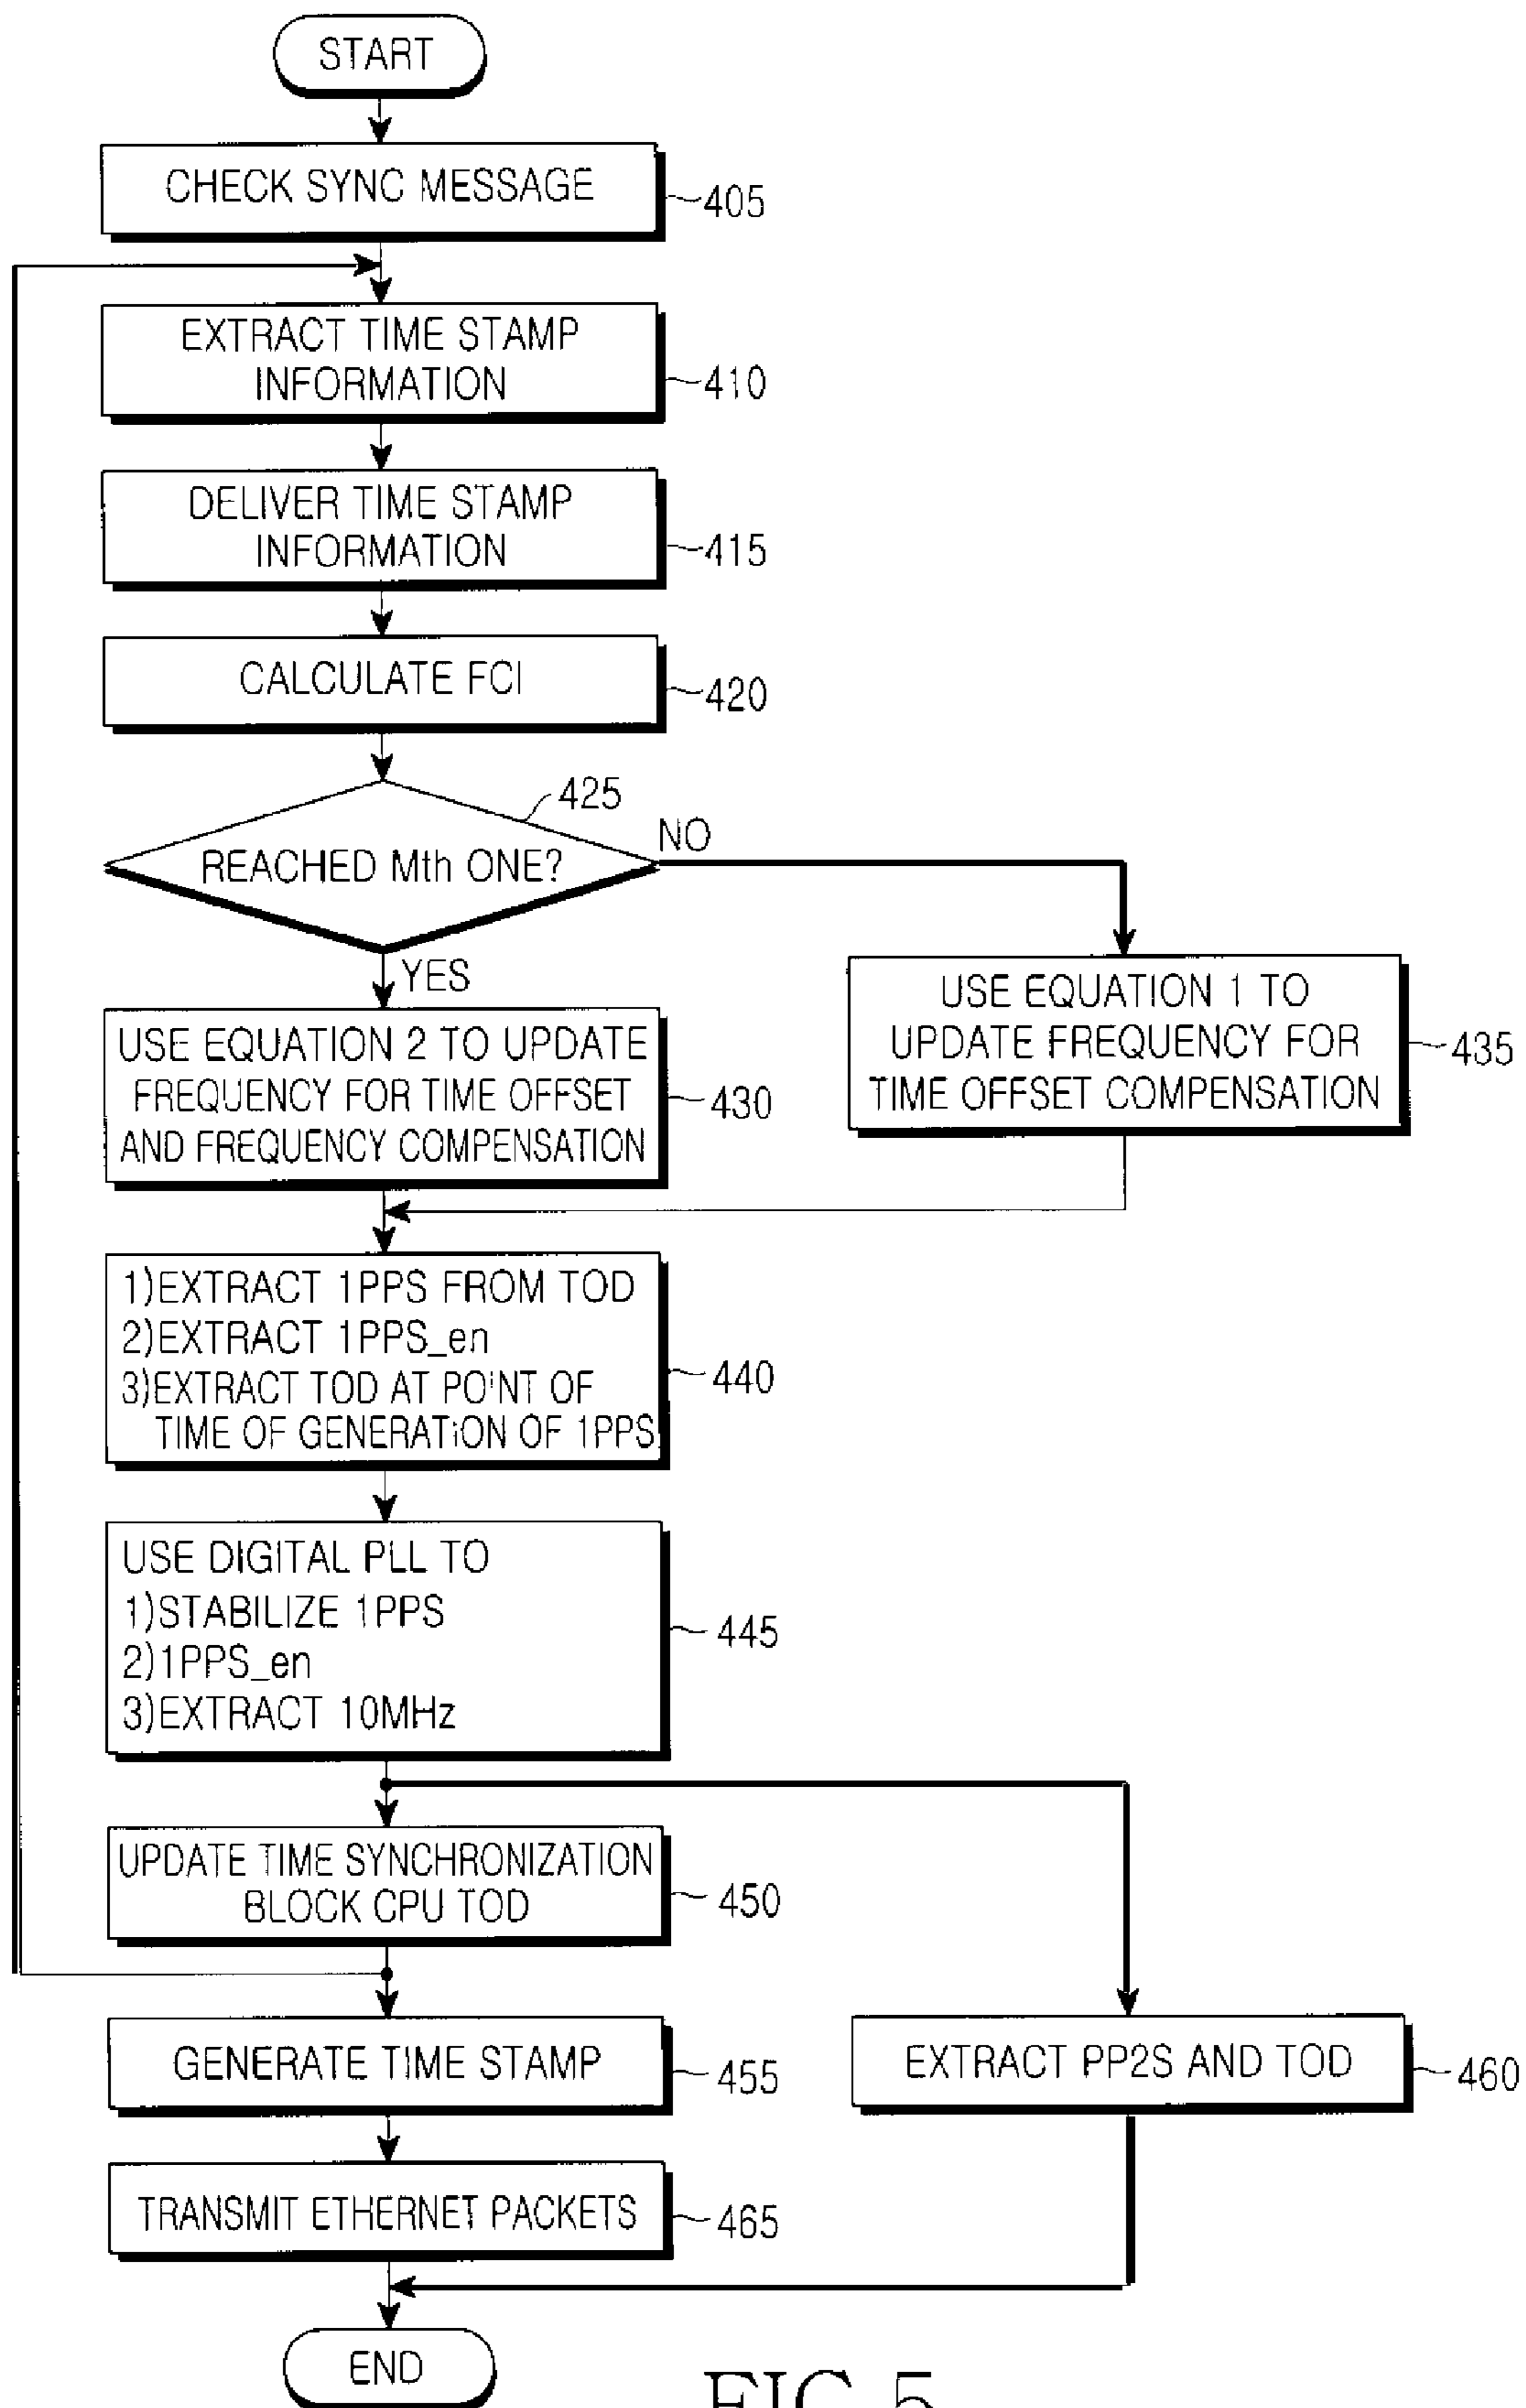 START
CHECK SYNC MESSAGE
405
EXTRACT TIME STAMP
INFORMATION
410
DELIVER TIME STAMP
INFORMATION
415
CALCULATE FCI
420
425
REACHED Mth ONE?
NO
YES
USE EQUATION 2 TO UPDATE
FREQUENCY FOR TIME OFFSET
AND FREQUENCY COMPENSATION
430
USE EQUATION 1 TO
UPDATE FREQUENCY FOR
TIME OFFSET COMPENSATION
435
1)EXTRACT 1PPS FROM TOD
2)EXTRACT 1PPS_en
3)EXTRACT TOD AT POINT OF
TIME OF GENERATiON OF 1PPS
440
USE DIGITAL PLL TO
1)STABILIZE 1PPS
2)1PPS_en
3)EXTRACT 10MHz
445
UPDATE TIME SYNCHRONIZATION
BLOCK CPU TOD
450
GENERATE TIME STAMP
455
EXTRACT PP2S AND TOD
460
TRANSMIT ETHERNET PACKETS
465
END
FIG.5